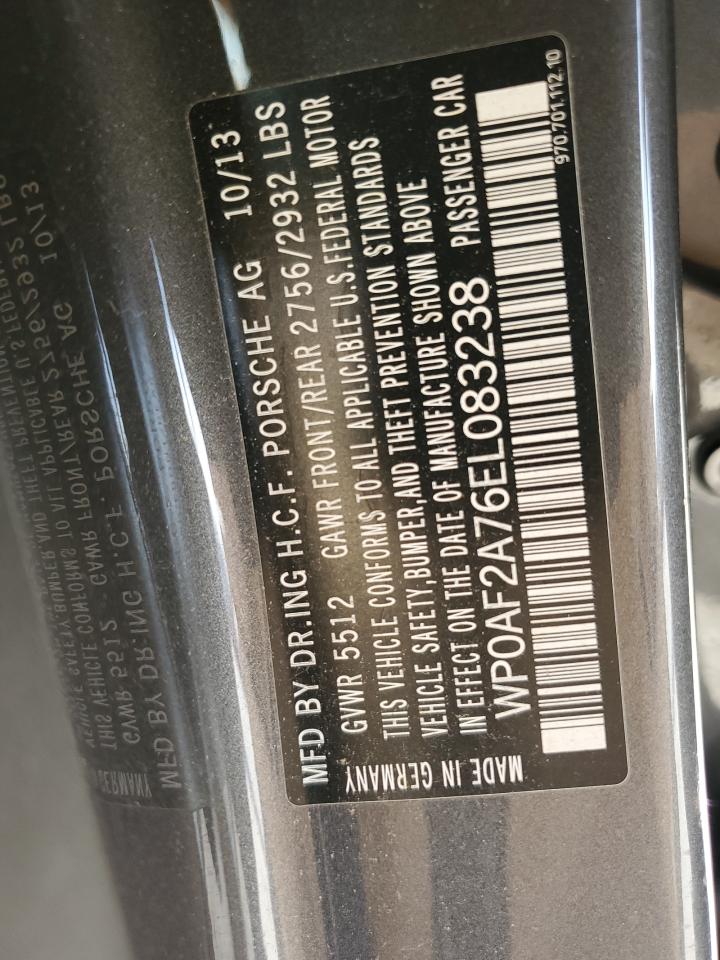 MFD BY DR.ING H.C.F. PORSCHE AG 10/13
GVWR 5512 GAWR FRONT/REAR 2756/2932 LBS
THIS VEHICLE CONFORMS TO ALL APPLICABLE U.S.FEDERAL MOTOR
VEHICLE SAFETY,BUMPER,AND THEFT PREVENTION STANDARDS
IN EFFECT ON THE DATE OF MANUFACTURE SHOWN ABOVE
WP0AF2A76EL083238 PASSENGER CAR
MADE IN GERMANY
970.701.112.10